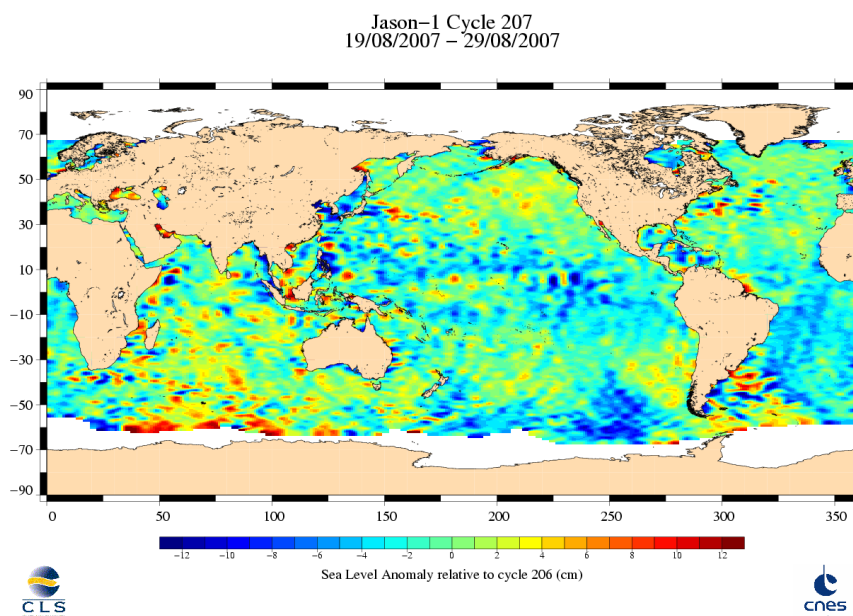 Jason−1 Cycle 207
19/08/2007 − 29/08/2007
90
70
50
30
10
−10
−30
−50
−70
−90
0 50 100 150 200 250 300 350
−12 −10 −8 −6 −4 −2 0 2 4 6 8 10 12
Sea Level Anomaly relative to cycle 206 (cm)
CLS
cnes